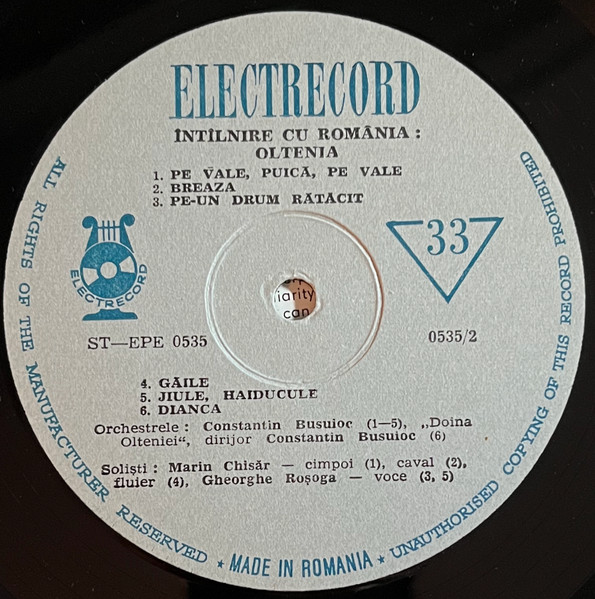 ELECTRECORD
ÎNTÎLNIRE CU ROMÂNIA :
OLTENIA
1. PE VALE, PUICĂ, PE VALE
2. BREAZA
3. PE-UN DRUM RĂTĂCIT
ELECTRECORD
33
ST—EPE 0535
0535/2
iarity
can
4. GĂILE
5. JIULE, HAIDUCULE
6. DIANCA
Orchestrele : Constantin Busuioc (1—5), „Doina
Olteniei“, dirijor Constantin Busuioc (6)
Soliști : Marin Chisăr — cimpoi (1), caval (2),
fluier (4), Gheorghe Roșoga — voce (3, 5)
ALL RIGHTS OF THE MANUFACTURER RESERVED ★ MADE IN ROMANIA ★ UNAUTHORISED COPYING OF THIS RECORD PROHIBITED